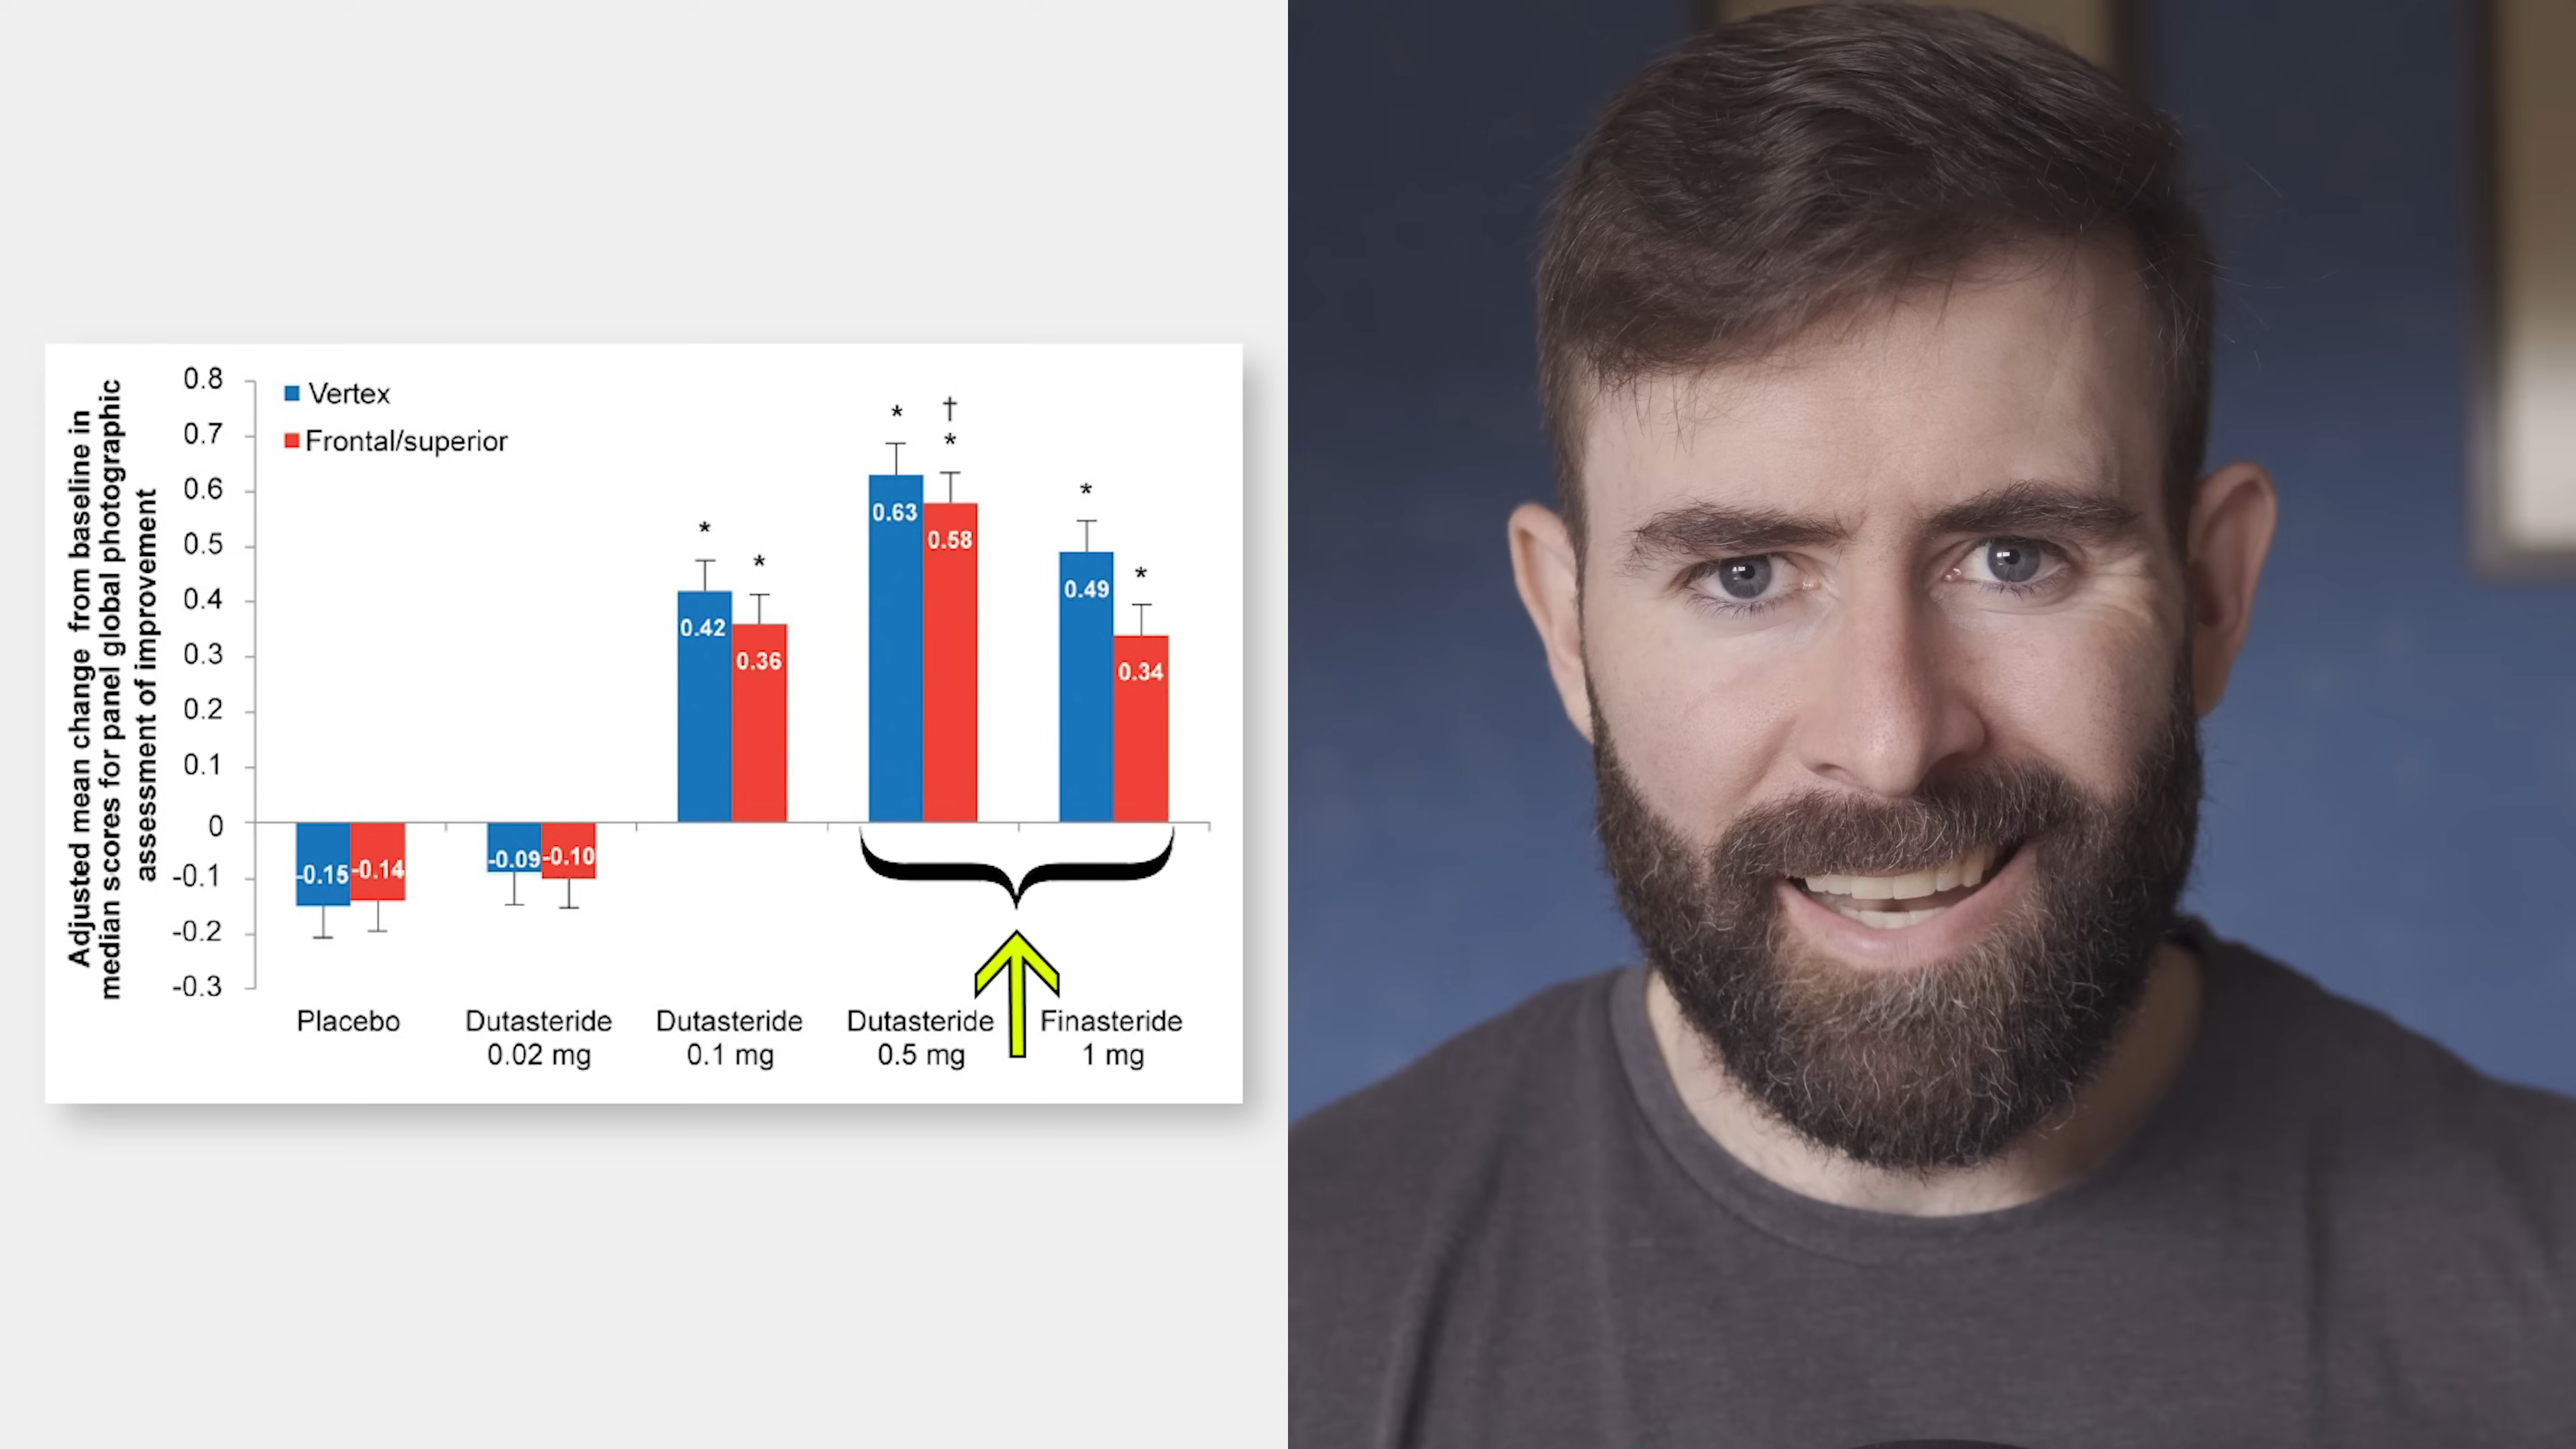 Adjusted mean change from baseline in
median scores for panel global photographic
assessment of improvement
0.8
0.7
0.6
0.5
0.4
0.3
0.2
0.1
0
-0.1
-0.2
-0.3
Vertex
Frontal/superior
-0.15
-0.14
-0.09
-0.10
*
0.42
*
0.36
*
0.63
†
*
0.58
*
0.49
*
0.34
Placebo
Dutasteride
0.02 mg
Dutasteride
0.1 mg
Dutasteride
0.5 mg
Finasteride
1 mg